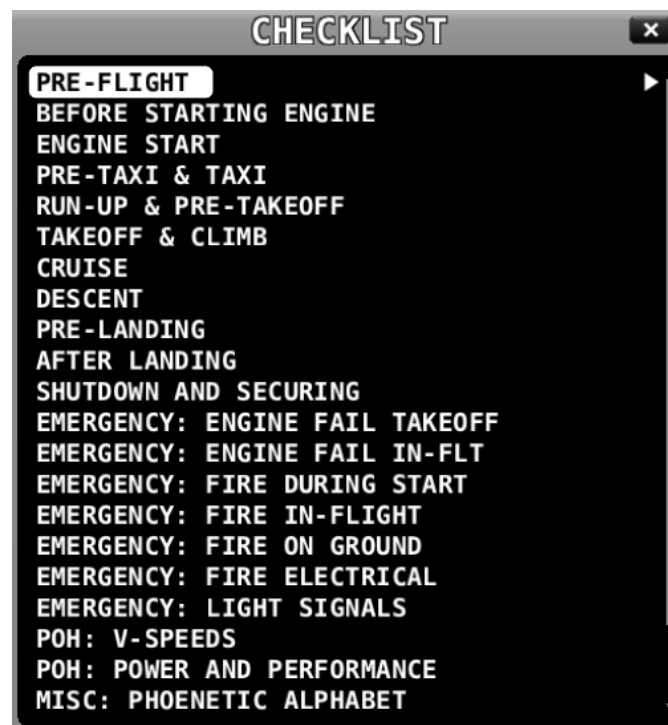 CHECKLIST
PRE-FLIGHT
BEFORE STARTING ENGINE
ENGINE START
PRE-TAXI & TAXI
RUN-UP & PRE-TAKEOFF
TAKEOFF & CLIMB
CRUISE
DESCENT
PRE-LANDING
AFTER LANDING
SHUTDOWN AND SECURING
EMERGENCY: ENGINE FAIL TAKEOFF
EMERGENCY: ENGINE FAIL IN-FLT
EMERGENCY: FIRE DURING START
EMERGENCY: FIRE IN-FLIGHT
EMERGENCY: FIRE ON GROUND
EMERGENCY: FIRE ELECTRICAL
EMERGENCY: LIGHT SIGNALS
POH: V-SPEEDS
POH: POWER AND PERFORMANCE
MISC: PHOENETIC ALPHABET